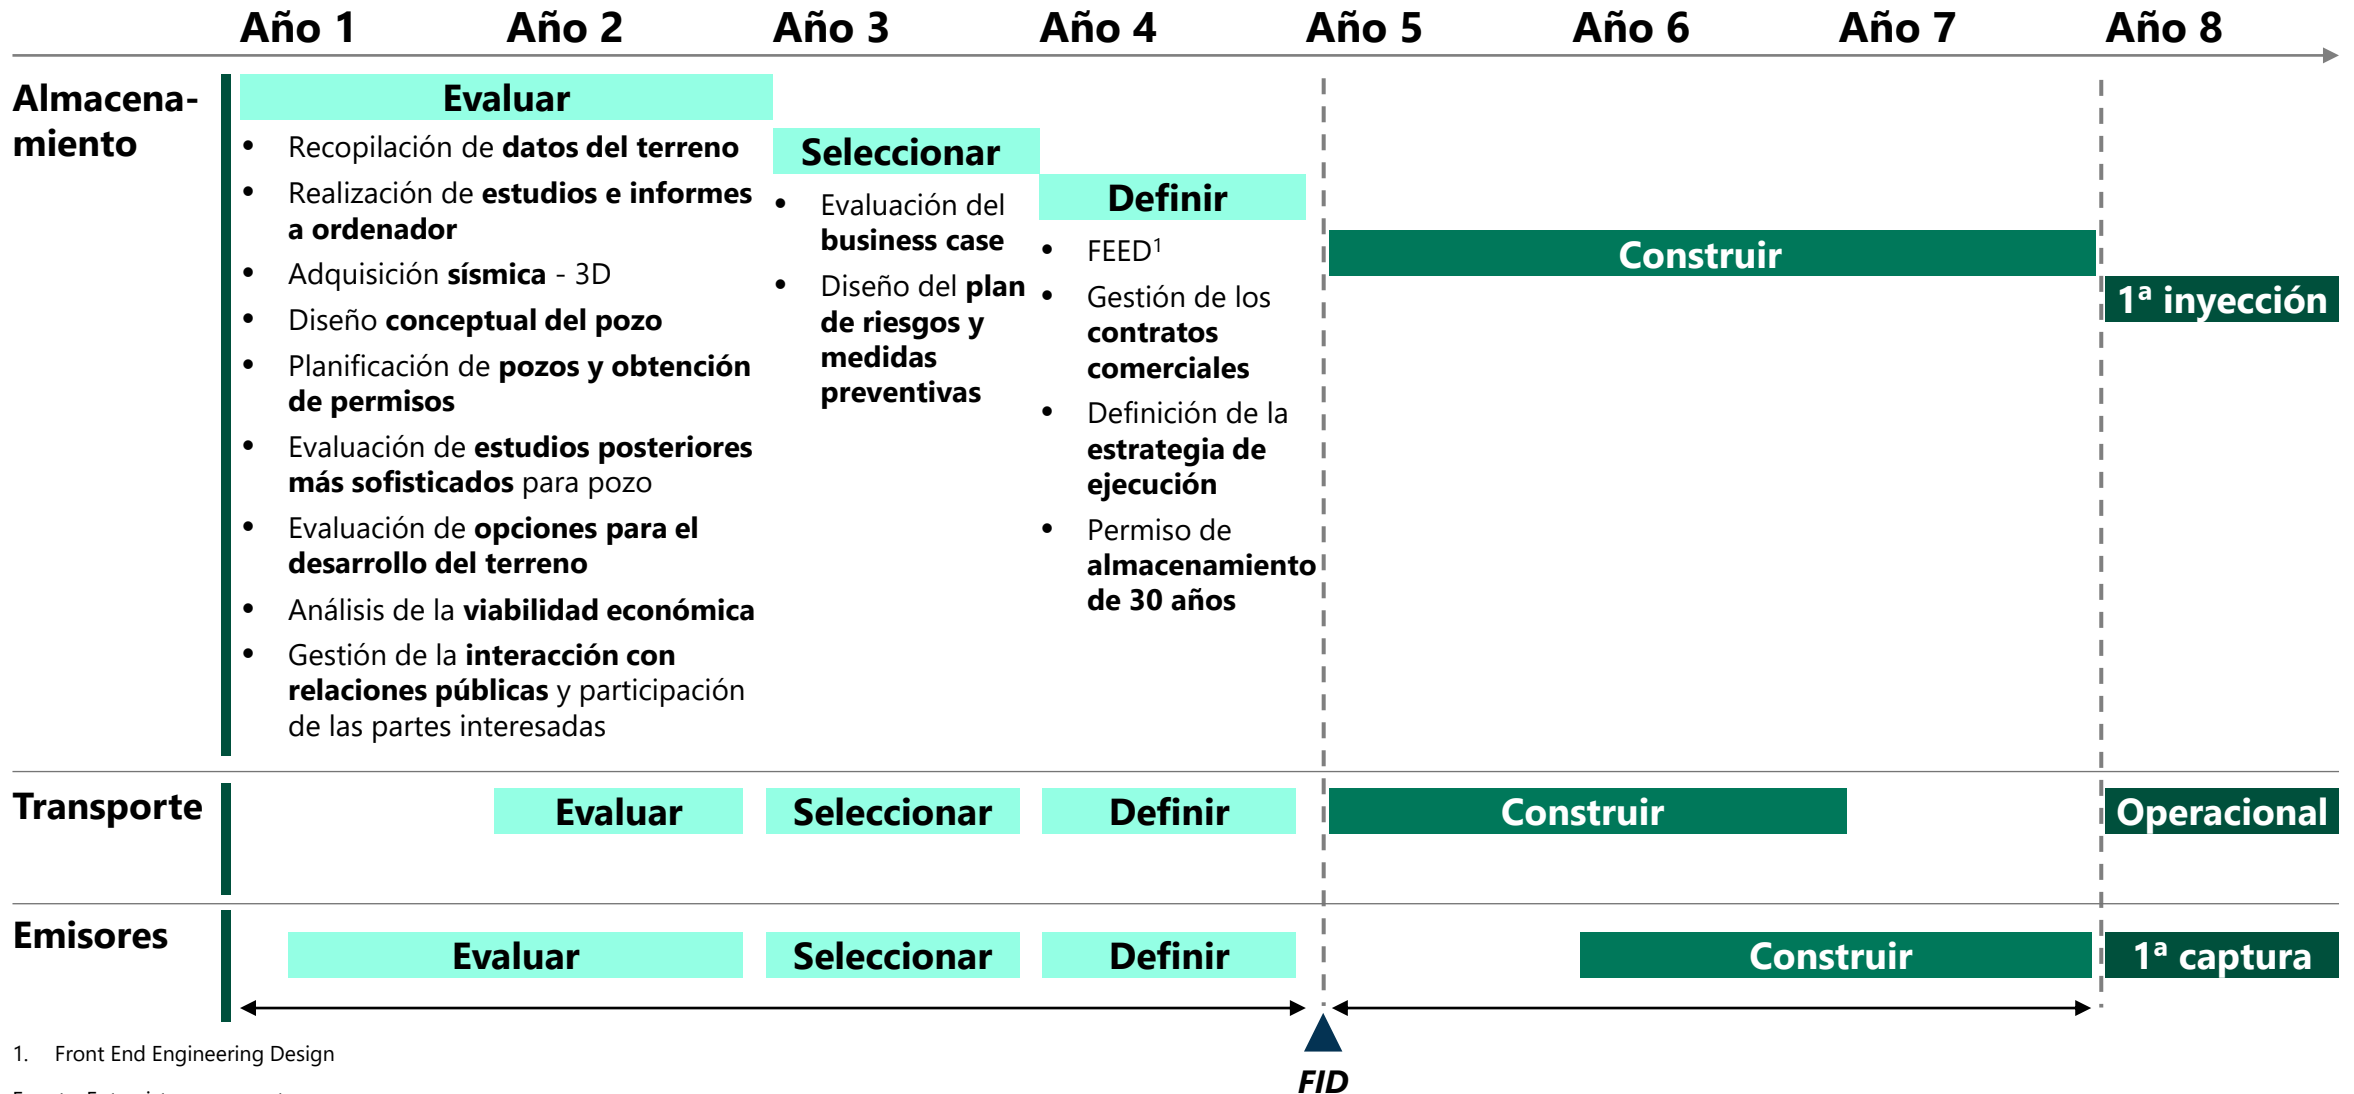 Año 1 Año 2 Año 3 Año 4 Año 5 Año 6 Año 7 Año 8
Almacena-
miento
Evaluar
• Recopilación de datos del terreno
• Realización de estudios e informes
a ordenador
• Adquisición sísmica - 3D
• Diseño conceptual del pozo
• Planificación de pozos y obtención
de permisos
• Evaluación de estudios posteriores
más sofisticados para pozo
• Evaluación de opciones para el
desarrollo del terreno
• Análisis de la viabilidad económica
• Gestión de la interacción con
relaciones públicas y participación
de las partes interesadas
Seleccionar
• Evaluación del
business case
• Diseño del plan
de riesgos y
medidas
preventivas
Definir
• FEED¹
• Gestión de los
contratos
comerciales
• Definición de la
estrategia de
ejecución
• Permiso de
almacenamiento
de 30 años
Construir
1ª inyección
Transporte
Evaluar
Seleccionar
Definir
Construir
Operacional
Emisores
Evaluar
Seleccionar
Definir
Construir
1ª captura
FID
1. Front End Engineering Design